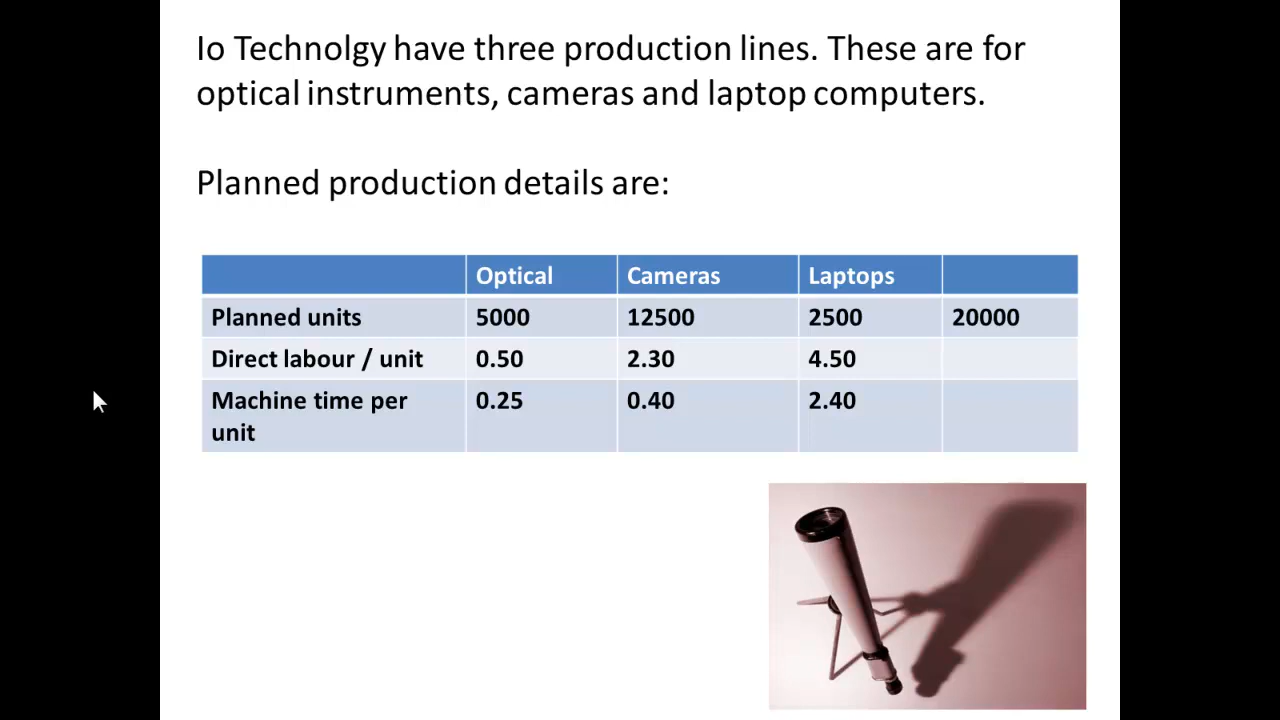 Io Technolgy have three production lines. These are for
optical instruments, cameras and laptop computers.
Planned production details are:
Optical Cameras Laptops
Planned units 5000 12500 2500 20000
Direct labour / unit 0.50 2.30 4.50
Machine time per 0.25 0.40 2.40
unit